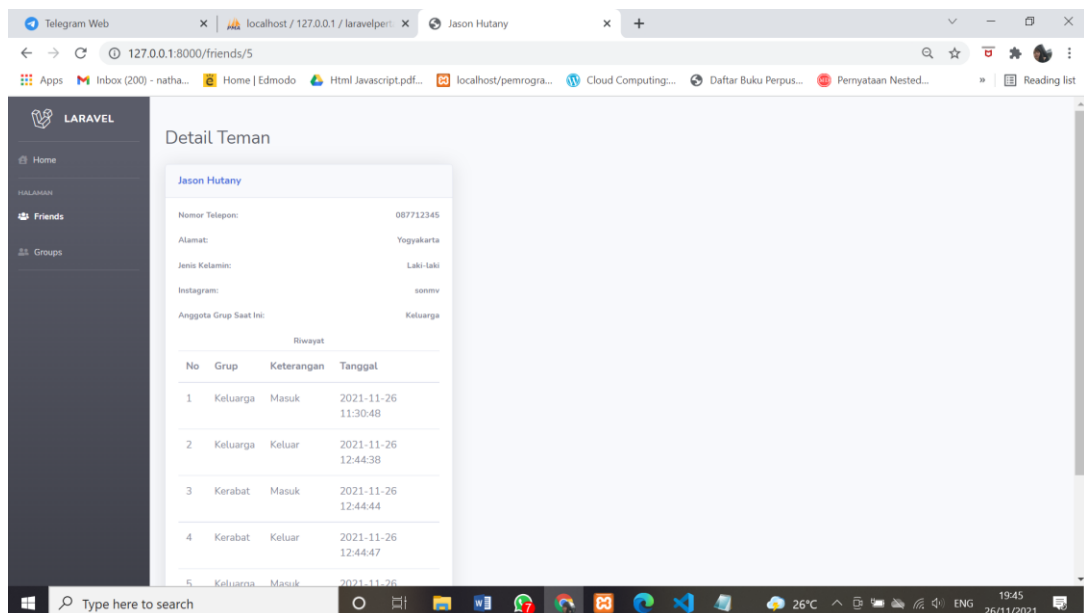 Telegram Web
localhost / 127.0.0.1 / laravelpert
Jason Hutany
127.0.0.1:8000/friends/5
Apps
Inbox (200) - natha...
Home | Edmodo
Html Javascript.pdf...
localhost/pemrogra...
Cloud Computing:...
Daftar Buku Perpus...
Pernyataan Nested...
»
Reading list
LARAVEL
Home
HALAMAN
Friends
Groups
Detail Teman
Jason Hutany
Nomor Telepon: 087712345
Alamat: Yogyakarta
Jenis Kelamin: Laki-laki
Instagram: sonmv
Anggota Grup Saat Ini: Keluarga
Riwayat
No Grup Keterangan Tanggal
1 Keluarga Masuk 2021-11-26
11:30:48
2 Keluarga Keluar 2021-11-26
12:44:38
3 Kerabat Masuk 2021-11-26
12:44:44
4 Kerabat Keluar 2021-11-26
12:44:47
5 Keluarga Masuk 2021-11-26
Type here to search
26°C
ENG
19:45
26/11/2021